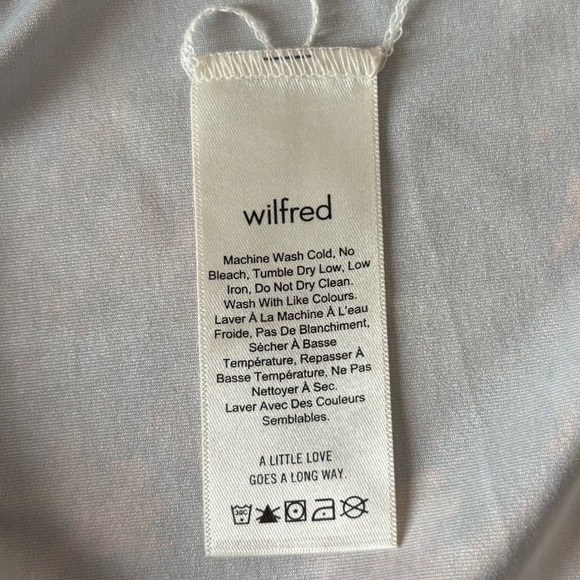 wilfred
Machine Wash Cold, No
Bleach, Tumble Dry Low, Low
Iron, Do Not Dry Clean.
Wash With Like Colours.
Laver À La Machine À L'eau
Froide, Pas De Blanchiment,
Sécher À Basse
Température, Repasser À
Basse Température, Ne Pas
Nettoyer À Sec.
Laver Avec Des Couleurs
Semblables.
A LITTLE LOVE
GOES A LONG WAY.
30C